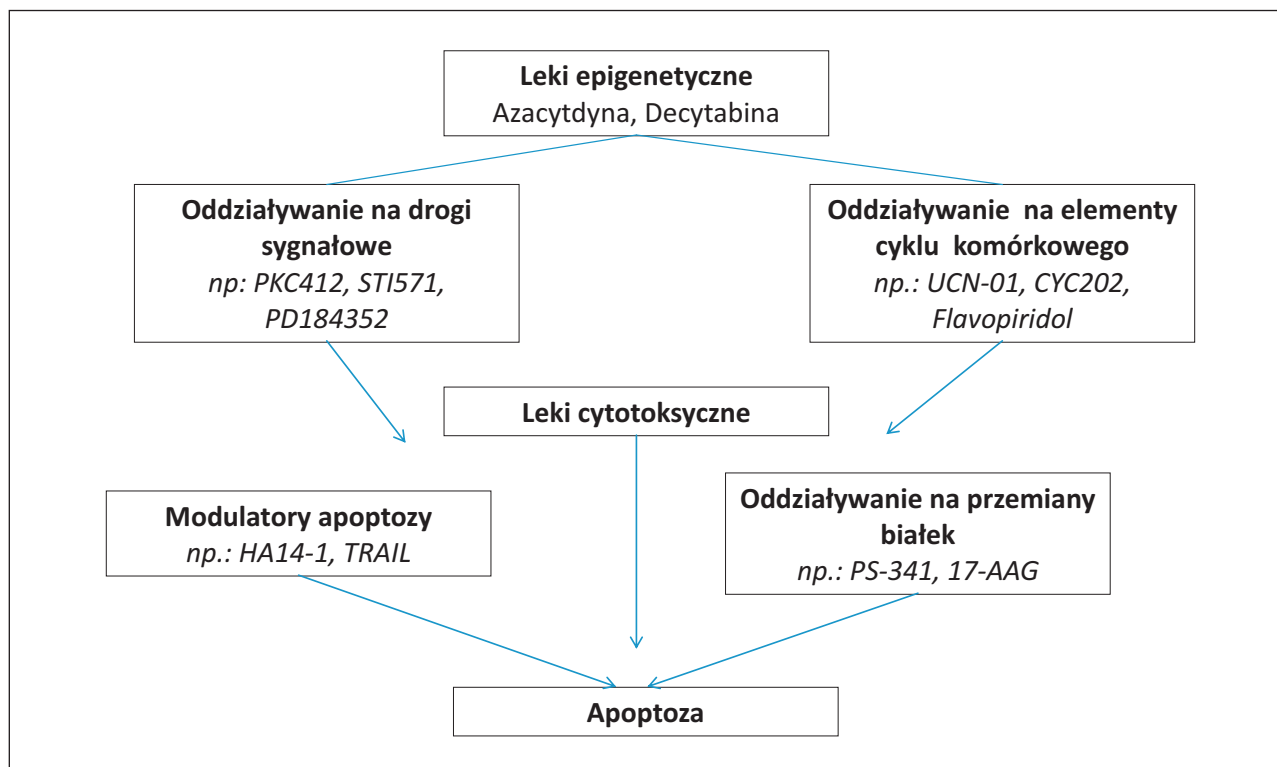 Leki epigenetyczne
Azacytdyna, Decytabina
Oddziaływanie na drogi
sygnałowe
np: PKC412, STI571,
PD184352
Oddziaływanie na elementy
cyklu komórkowego
np.: UCN-01, CYC202,
Flavopiridol
Leki cytotoksyczne
Modulatory apoptozy
np.: HA14-1, TRAIL
Oddziaływanie na przemiany
białek
np.: PS-341, 17-AAG
Apoptoza